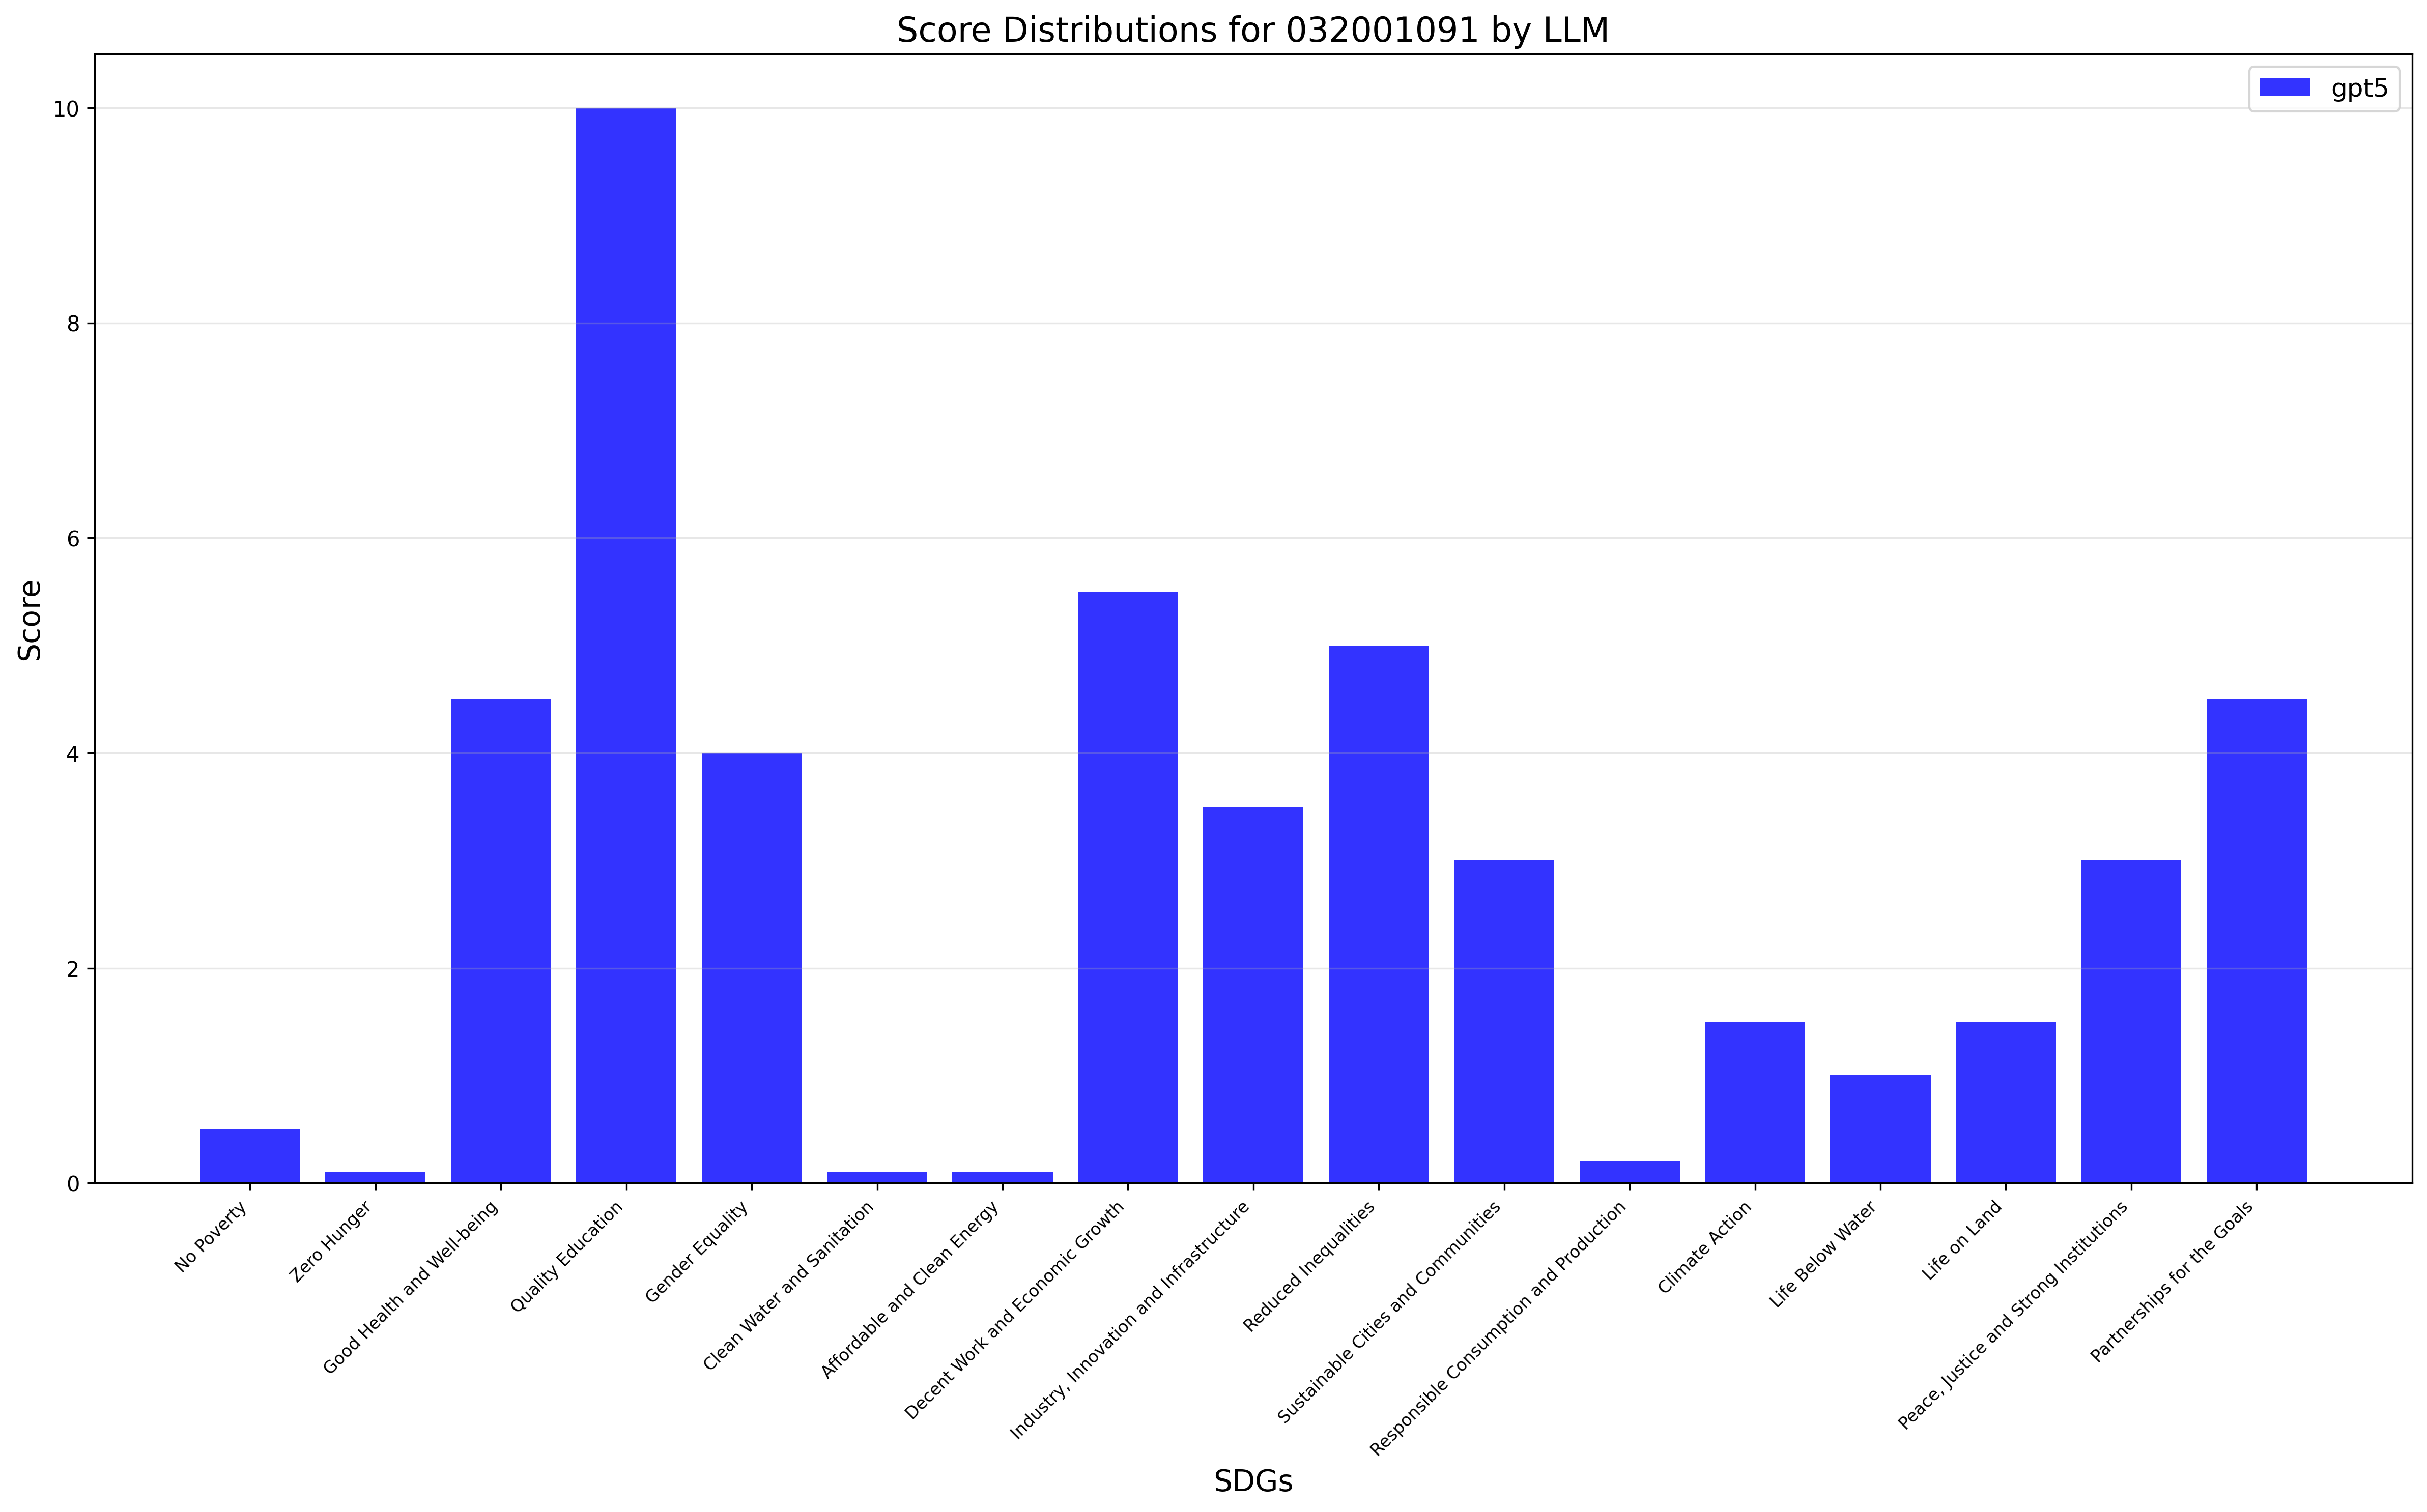 Score Distributions for 032001091 by LLM
gpt5
Score
10
8
6
4
2
0
No Poverty
Zero Hunger
Good Health and Well-being
Quality Education
Gender Equality
Clean Water and Sanitation
Affordable and Clean Energy
Decent Work and Economic Growth
Industry, Innovation and Infrastructure
Reduced Inequalities
Sustainable Cities and Communities
Responsible Consumption and Production
Climate Action
Life Below Water
Life on Land
Peace, Justice and Strong Institutions
Partnerships for the Goals
SDGs